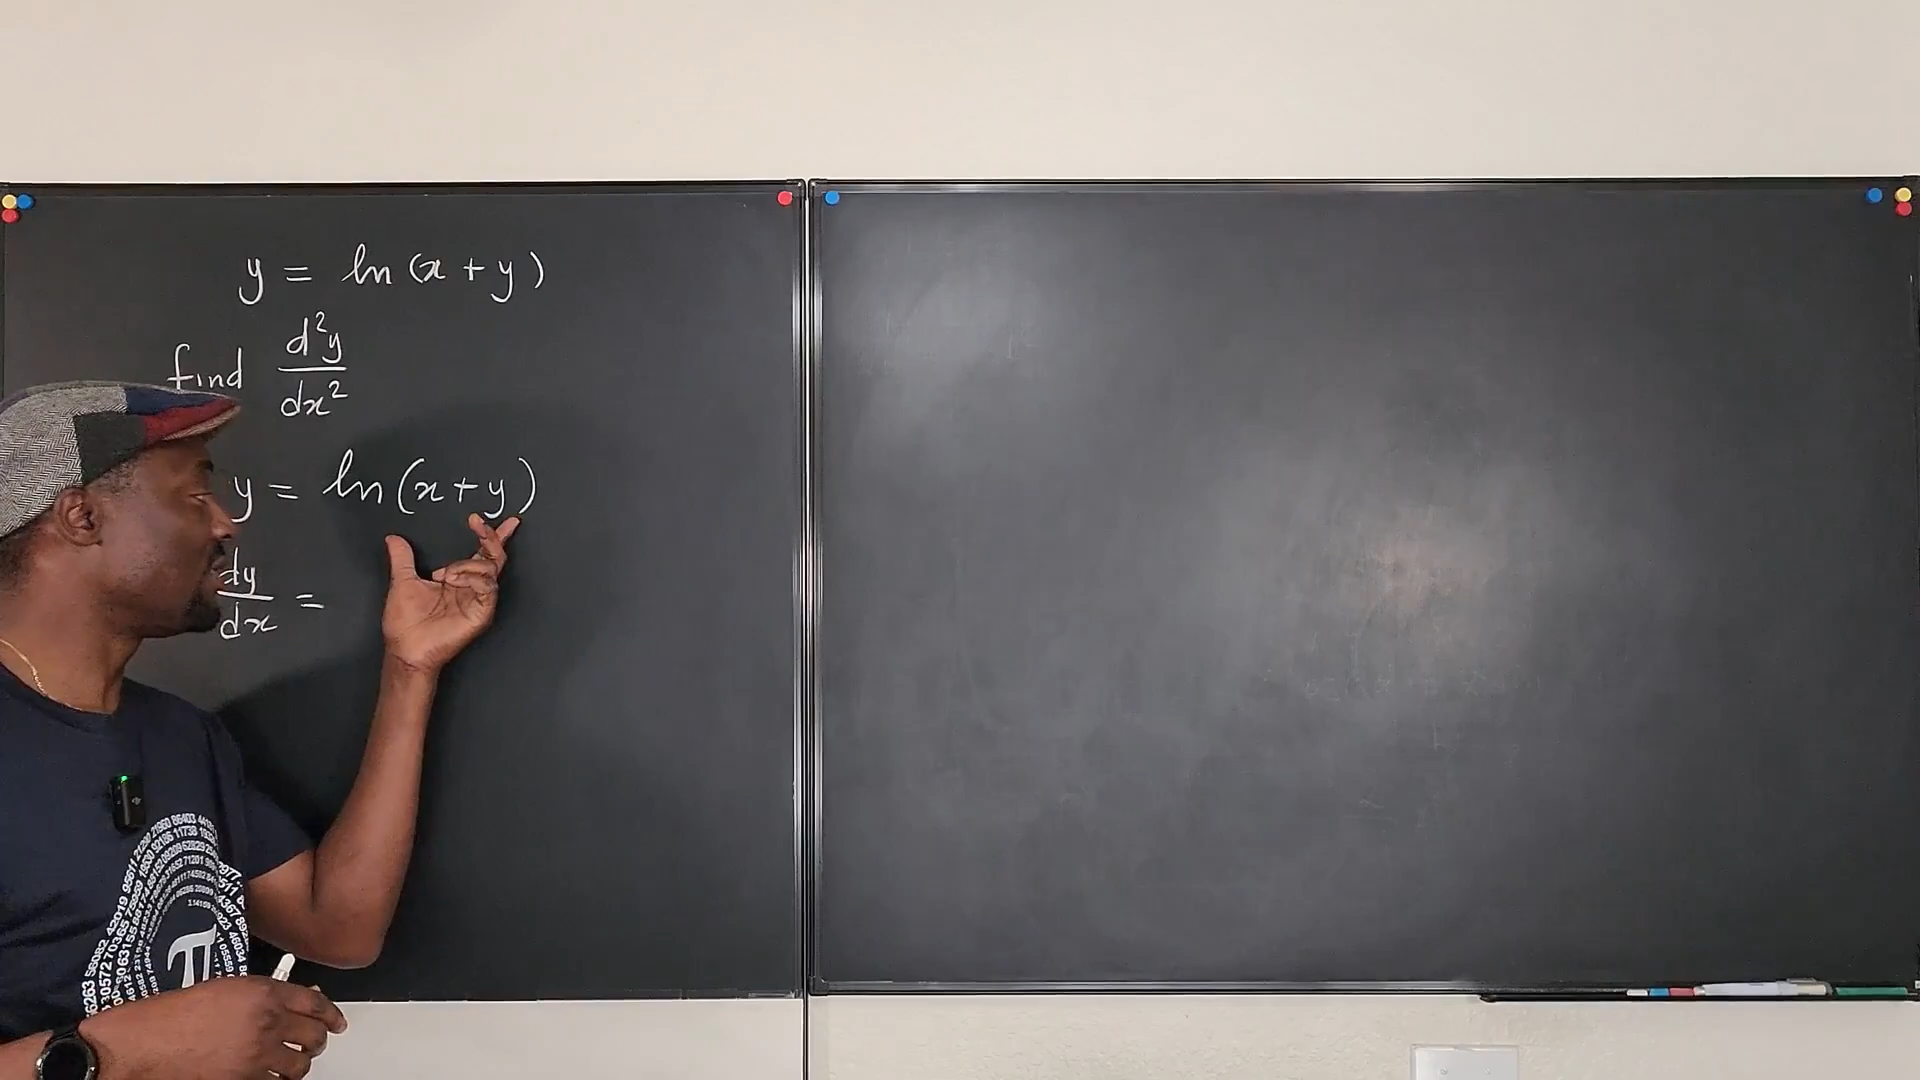 y = ln (x + y)
find d²y/dx²
y = ln (x + y)
dy/dx =
π